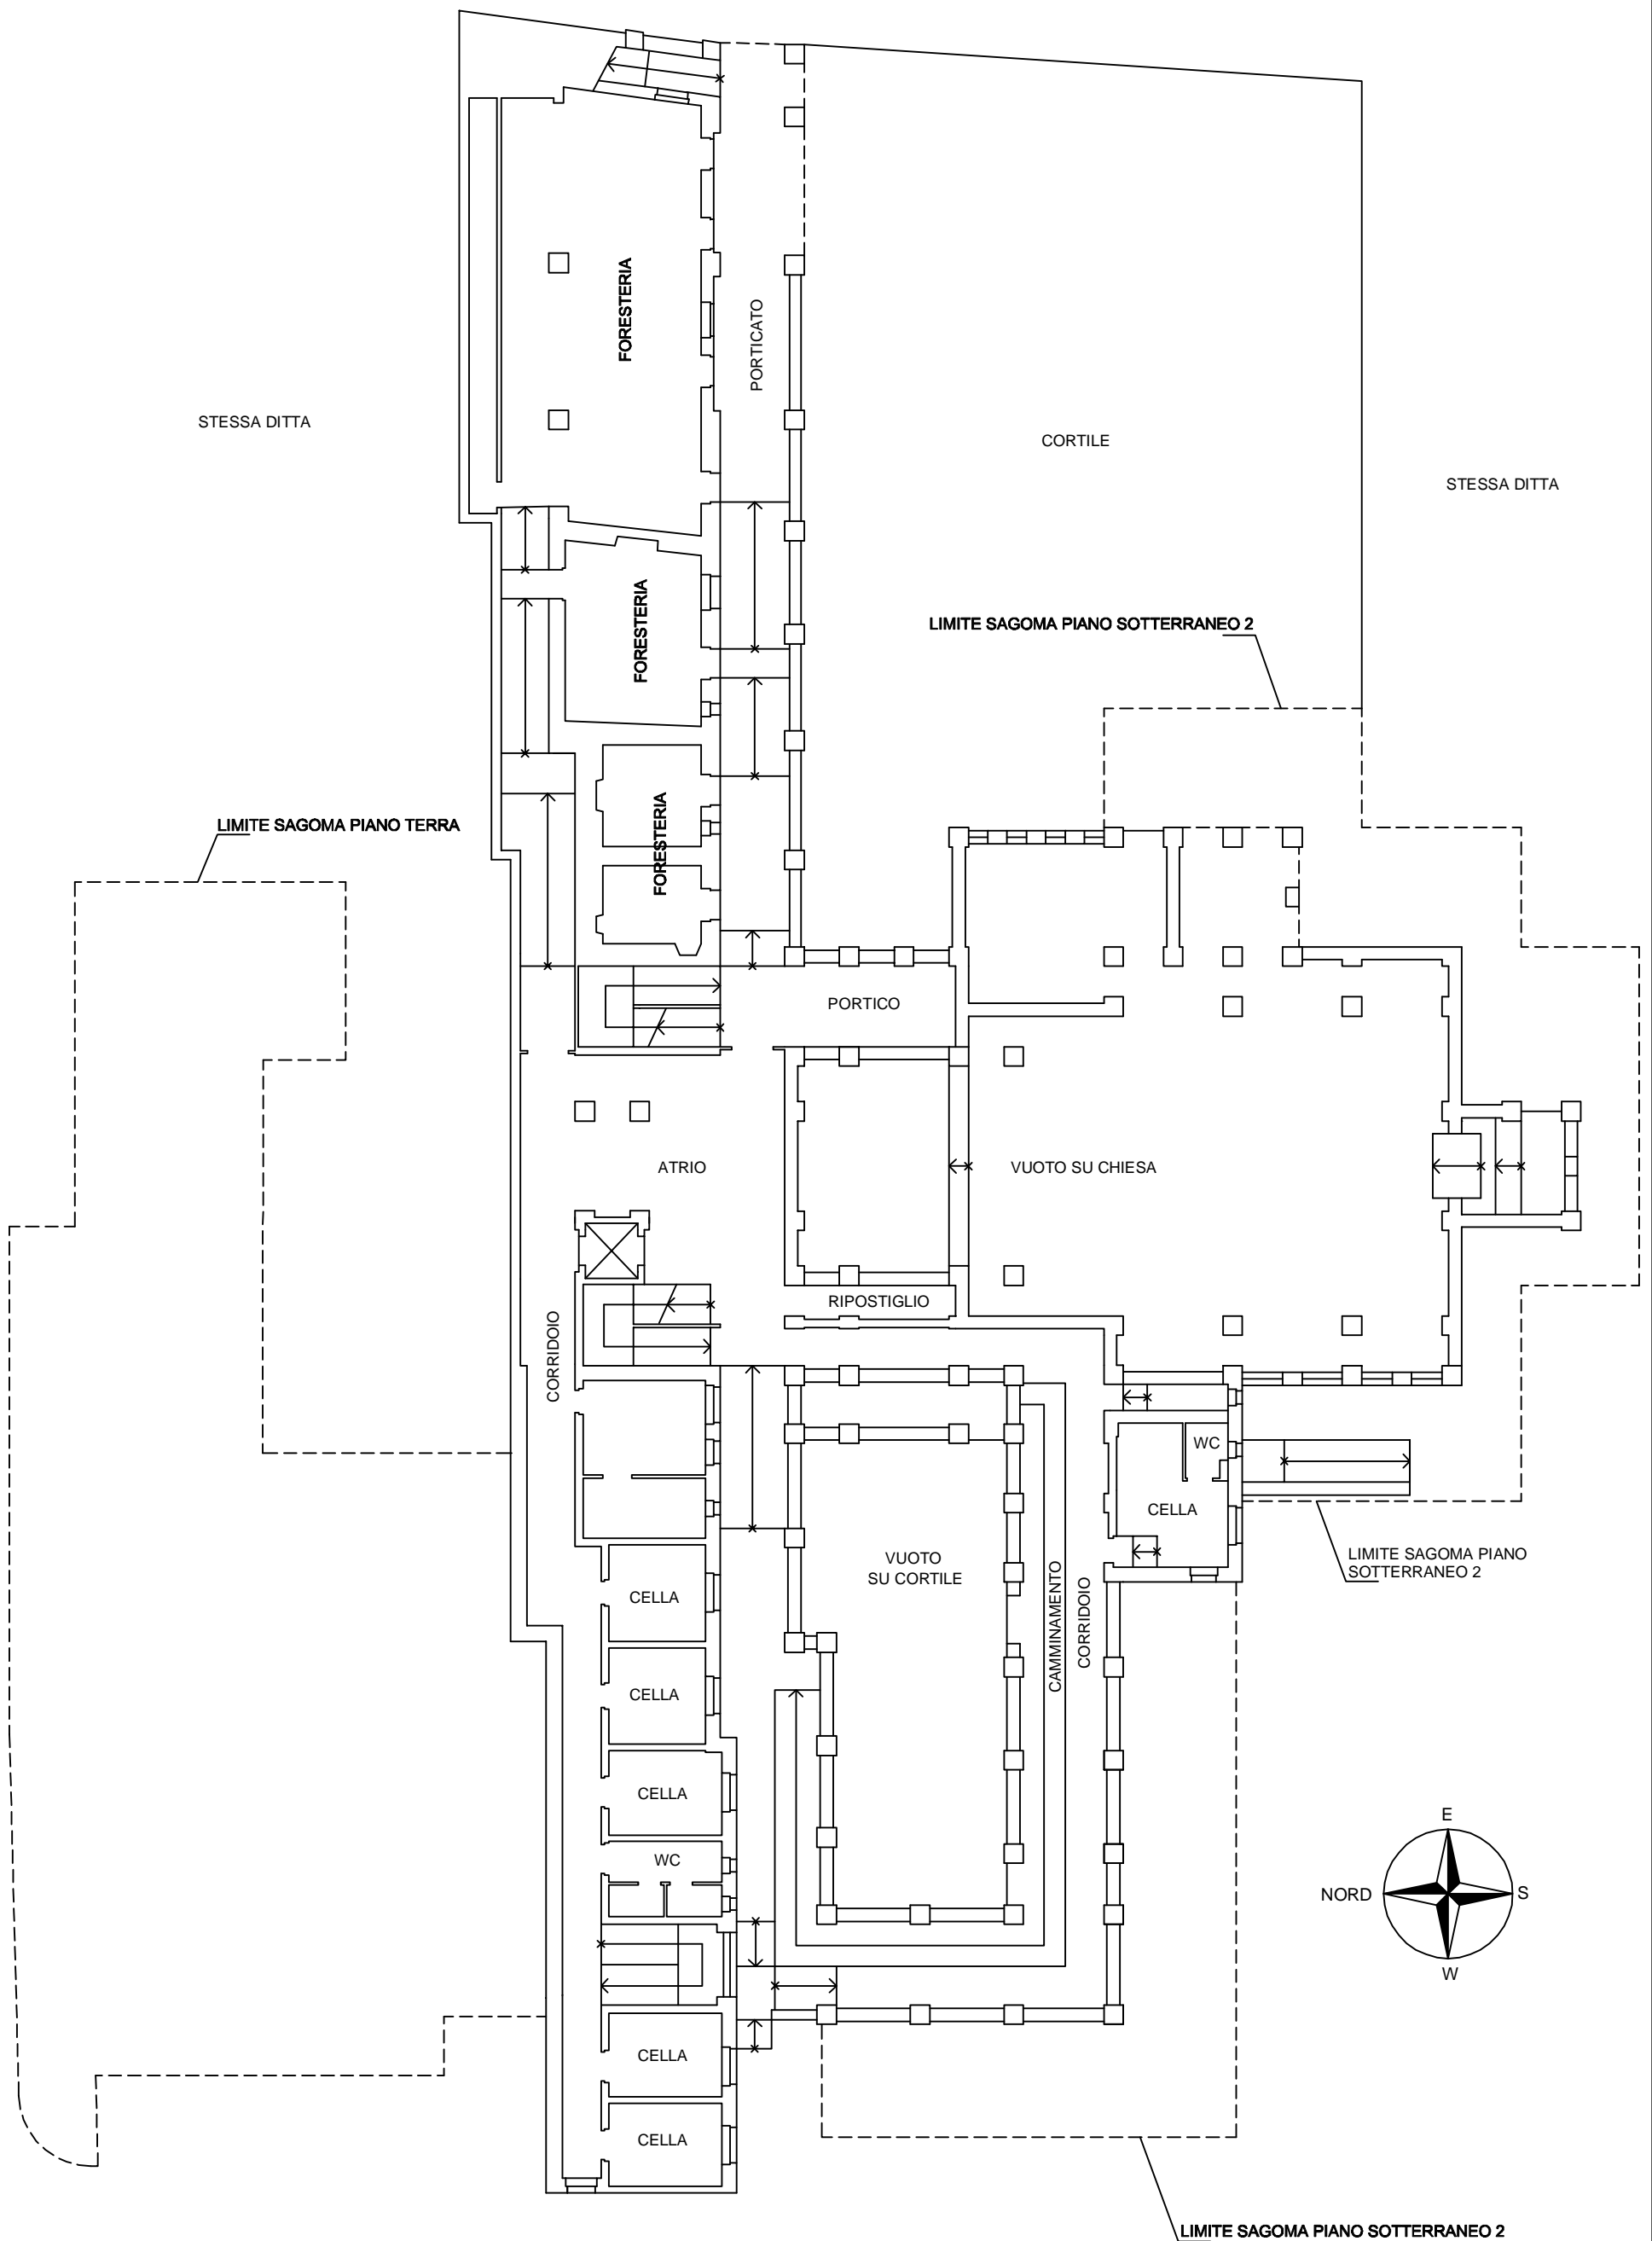 FORESTERIA
PORTICATO
STESSA DITTA
CORTILE
STESSA DITTA
FORESTERIA
LIMITE SAGOMA PIANO SOTTERRANEO 2
LIMITE SAGOMA PIANO TERRA
FORESTERIA
PORTICO
ATRIO
VUOTO SU CHIESA
RIPOSTIGLIO
CORRIDOIO
WC
CELLA
LIMITE SAGOMA PIANO
SOTTERRANEO 2
VUOTO
SU CORTILE
CAMMINAMENTO
CORRIDOIO
CELLA
CELLA
CELLA
WC
E
NORD
S
W
CELLA
CELLA
LIMITE SAGOMA PIANO SOTTERRANEO 2